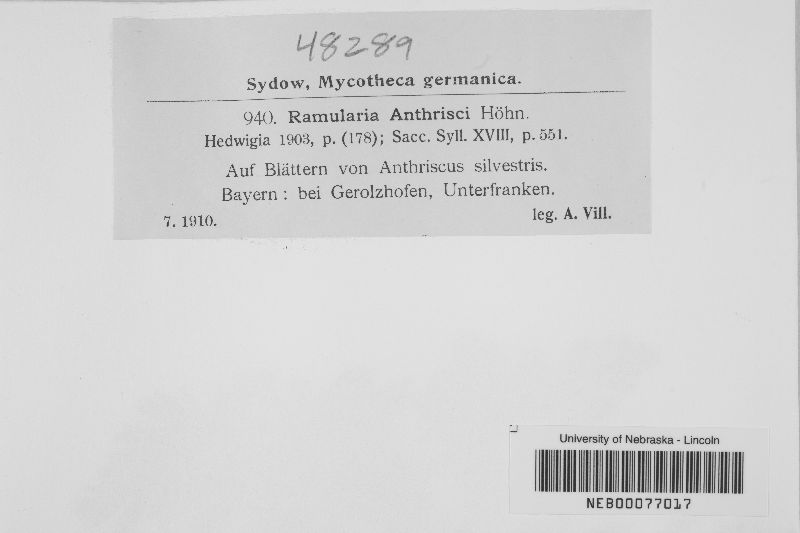 48289
Sydow, Mycotheca germanica.
940. Ramularia Anthrisci Höhn.
Hedwigia 1903, p. (178); Sacc. Syll. XVIII, p. 551.
Auf Blättern von Anthriscus silvestris.
Bayern: bei Gerolzhofen, Unterfranken.
7. 1910. leg. A. Vill.
University of Nebraska - Lincoln
NEB00077017